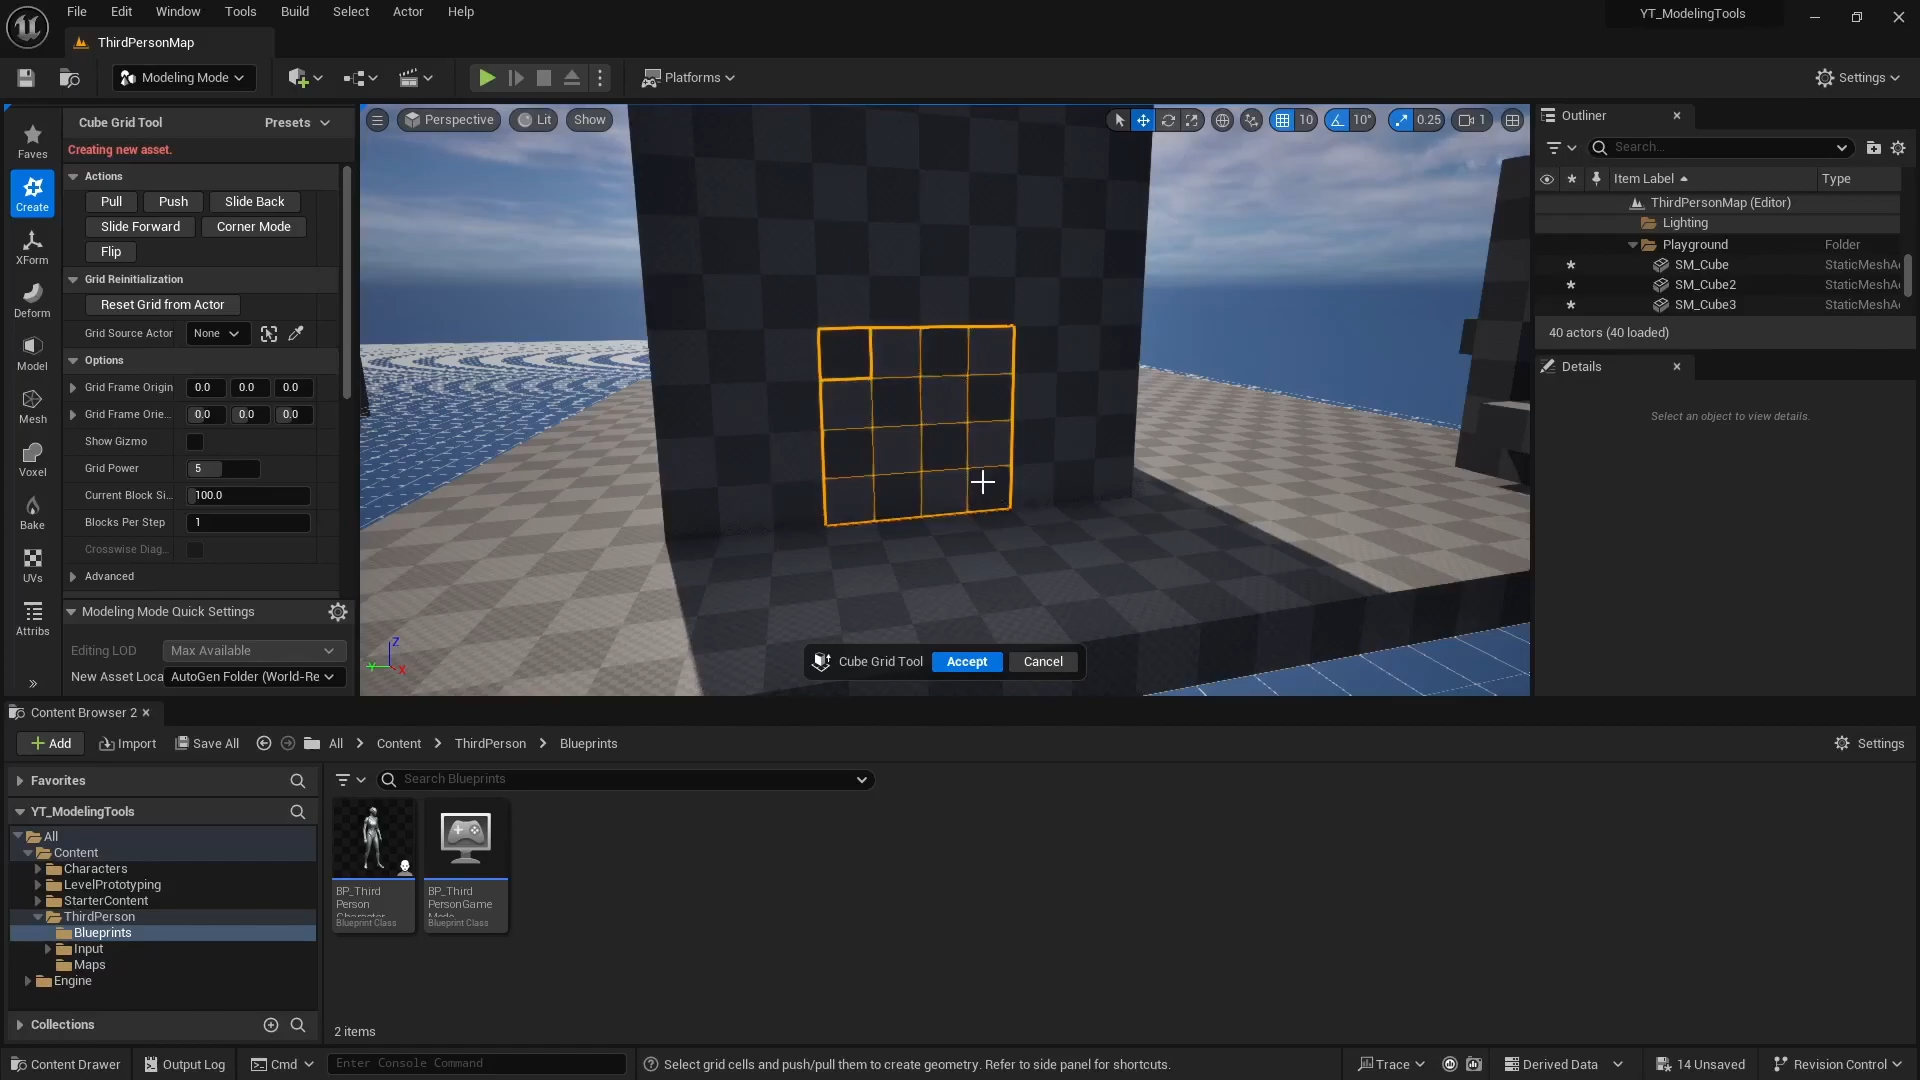 File Edit Window Tools Build Select Actor Help
YT_ModelingTools
ThirdPersonMap
Modeling Mode
Platforms
Settings
Cube Grid Tool
Presets
Creating new asset.
Actions
Pull
Push
Slide Back
Slide Forward
Corner Mode
Flip
Grid Reinitialization
Reset Grid from Actor
Grid Source Actor
None
Options
Grid Frame Origin 0.0 0.0 0.0
Grid Frame Orie... 0.0 0.0 0.0
Show Gizmo
Grid Power 5
Current Block Si... 100.0
Blocks Per Step 1
Crosswise Diag...
Advanced
Modeling Mode Quick Settings
Editing LOD Max Available
New Asset Loca AutoGen Folder (World-Re
Faves
Create
XForm
Deform
Model
Mesh
Voxel
Bake
UVs
Attribs
Perspective
Lit
Show
10
10°
0.25
1
Z
Y
X
Cube Grid Tool
Accept
Cancel
Outliner
Search...
Item Label
Type
ThirdPersonMap (Editor)
Lighting
Playground Folder
SM_Cube StaticMeshA
SM_Cube2 StaticMeshA
SM_Cube3 StaticMeshA
40 actors (40 loaded)
Details
Select an object to view details.
Content Browser 2
Add
Import
Save All
All
Content
ThirdPerson
Blueprints
Settings
Favorites
YT_ModelingTools
All
Content
Characters
LevelPrototyping
StarterContent
ThirdPerson
Blueprints
Input
Maps
Engine
Collections
Search Blueprints
BP_Third
Person
Character
Blueprint Class
BP_Third
PersonGame
Mode
Blueprint Class
2 items
Content Drawer
Output Log
Cmd
Enter Console Command
Select grid cells and push/pull them to create geometry. Refer to side panel for shortcuts.
Trace
Derived Data
14 Unsaved
Revision Control